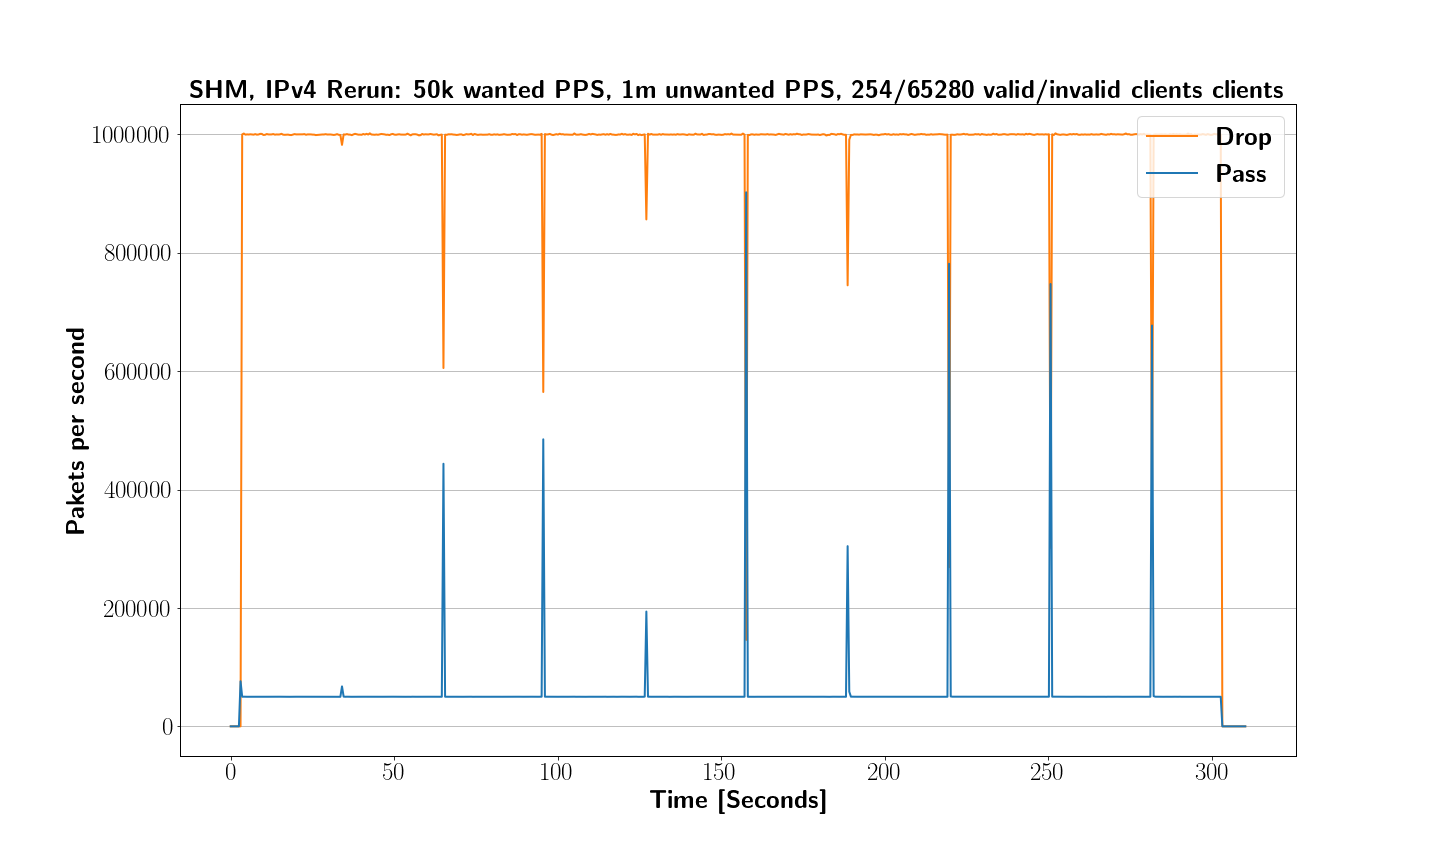 SHM, IPv4 Rerun: 50k wanted PPS, 1m unwanted PPS, 254/65280 valid/invalid clients clients
Drop
Pass
Pakets per second
1000000
800000
600000
400000
200000
0
0 50 100 150 200 250 300
Time [Seconds]